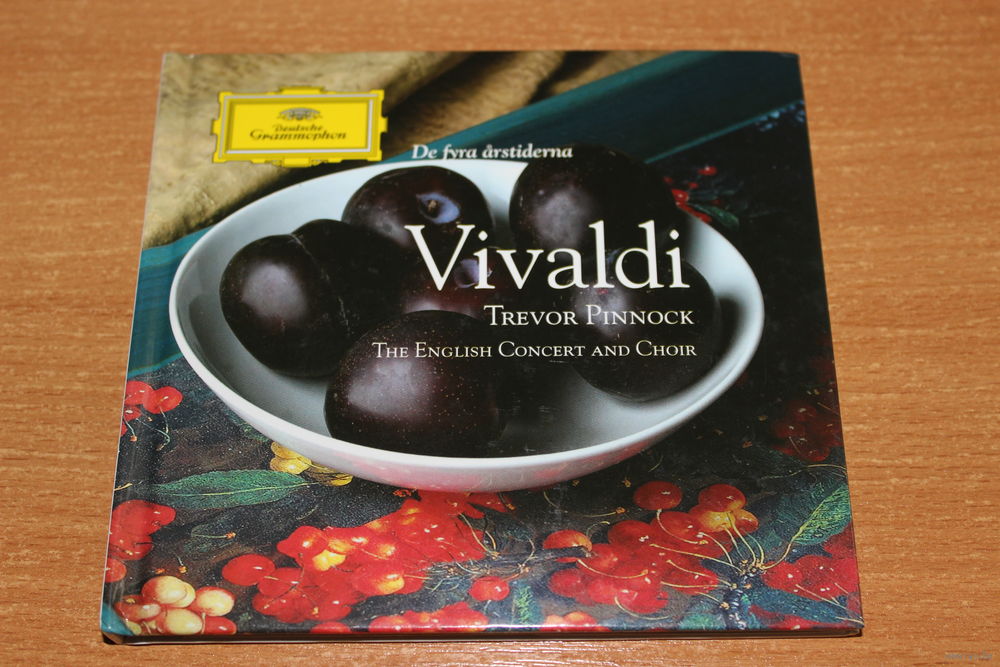 Deutsche
Grammophon
De fyra årstiderna
Vivaldi
TREVOR PINNOCK
THE ENGLISH CONCERT AND CHOIR